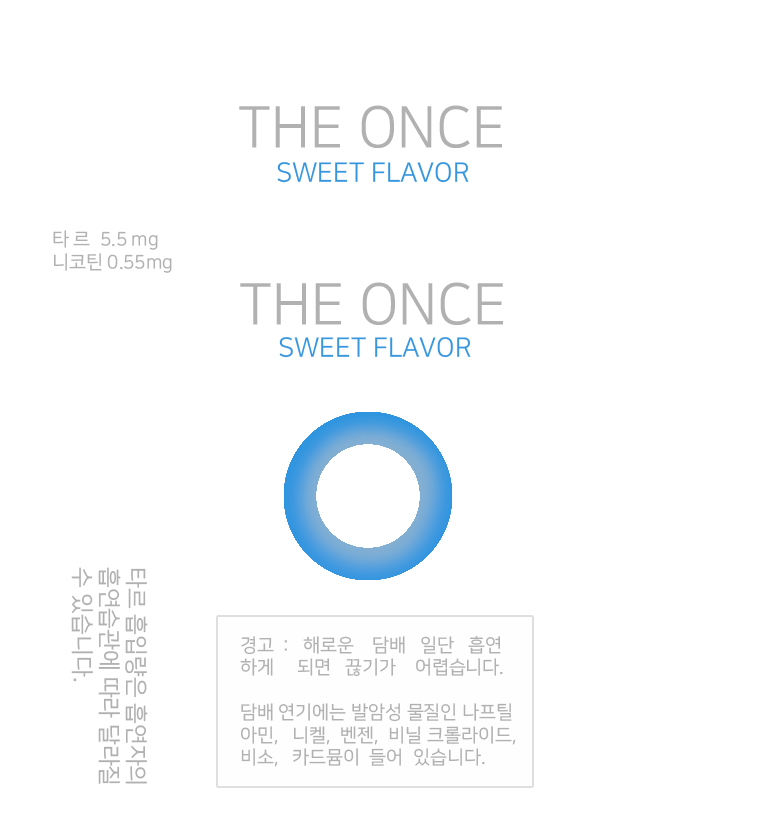 THE ONCE
SWEET FLAVOR
타르 5.5mg
니코틴 0.55mg
THE ONCE
SWEET FLAVOR
타르 흡입량은 흡연자의
흡연습관에 따라 달라질
수 있습니다.
경고 : 해로운 담배 일단 흡연
하게 되면 끊기가 어렵습니다.
담배 연기에는 발암성 물질인 나프틸
아민, 니켈, 벤젠, 비닐 크롤라이드,
비소, 카드뮴이 들어 있습니다.